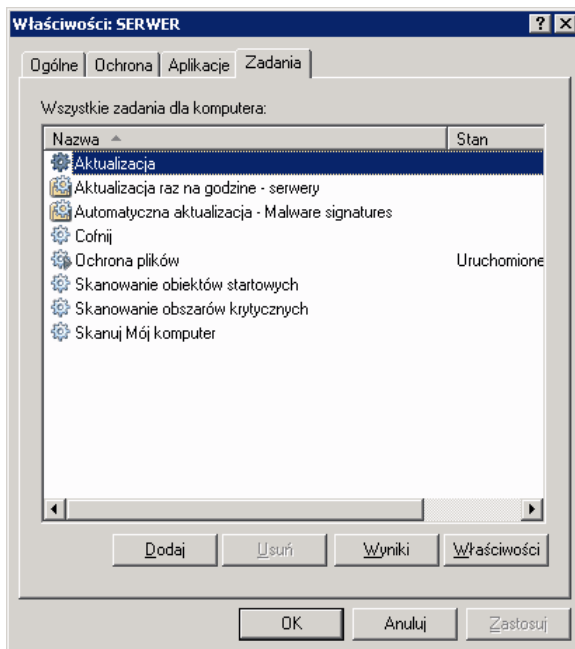 Właściwości: SERWER
Ogólne Ochrona Aplikacje Zadania
Wszystkie zadania dla komputera:
Nazwa Stan
Aktualizacja
Aktualizacja raz na godzine - serwery
Automatyczna aktualizacja - Malware signatures
Cofnij
Ochrona plików Uruchomione
Skanowanie obiektów startowych
Skanowanie obszarów krytycznych
Skanuj Mój komputer
Dodaj Usuń Wyniki Właściwości
OK Anuluj Zastosuj